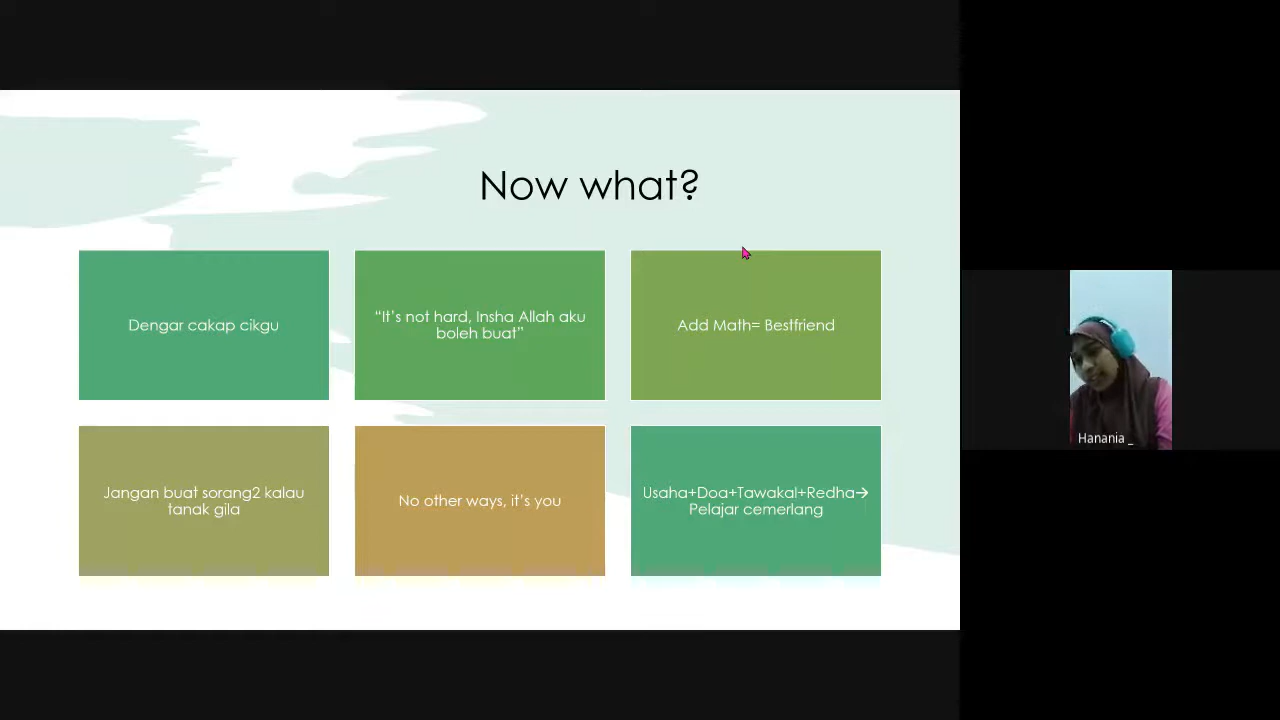 Now what?
Dengar cakap cikgu
“It’s not hard, Insha Allah aku
boleh buat”
Add Math= Bestfriend
Jangan buat sorang2 kalau
tanak gila
No other ways, it’s you
Usaha+Doa+Tawakal+Redha→
Pelajar cemerlang
Hanania _